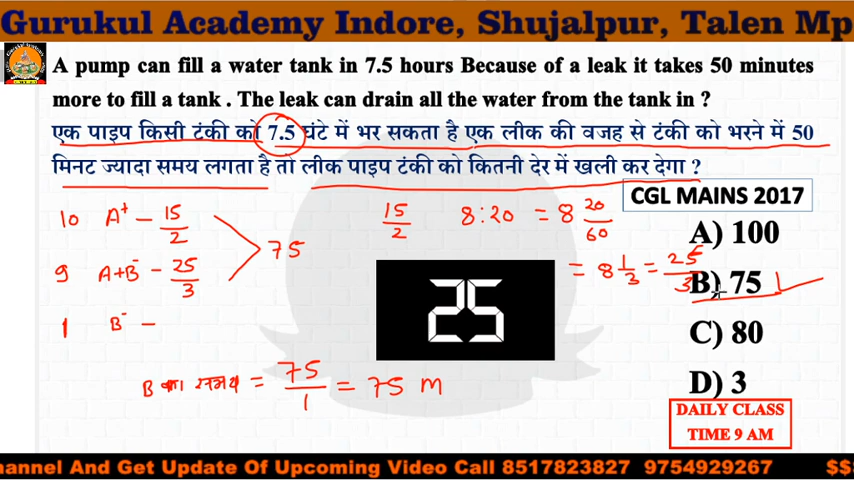 Gurukul Academy Indore, Shujalpur, Talen Mp
A pump can fill a water tank in 7.5 hours Because of a leak it takes 50 minutes
more to fill a tank . The leak can drain all the water from the tank in ?
एक पाइप किसी टंकी को 7.5 घंटे में भर सकता है एक लीक की वजह से टंकी को भरने में 50
मिनट ज्यादा समय लगता है तो लीक पाइप टंकी को कितनी देर में खली कर देगा ?
CGL MAINS 2017
10 A⁺ — 15/2
75
15/2 8:20 = 8 20/60
A) 100
9 A+B⁻ — 25/3
= 8 1/3 = 25/3
B) 75
25
1 B⁻ —
C) 80
B का समय = 75/1 = 75 m
D) 3
DAILY CLASS
TIME 9 AM
hannel And Get Update Of Upcoming Video Call 8517823827 9754929267 $$